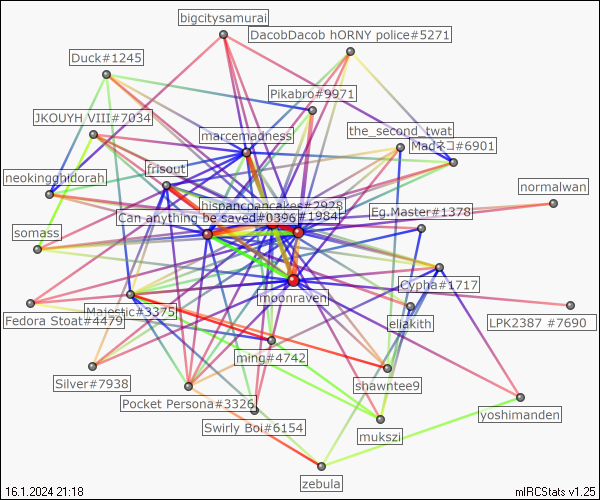 bigcitysamurai
DacobDacob hORNY police#5271
Duck#1245
Pikabro#9971
JKOUYH VIII#7034
the_second_twat
marcemadness
Madネコ#6901
frisout
neokingghidorah
normalwan
hispancpancakes#2928
Eg.Master#1378
Can anything be saved#0396
#1984
somass
Cypha#1717
moonraven
Majestic#3375
eliakith
LPK2387 #7690
Fedora Stoat#4479
ming#4742
Silver#7938
shawntee9
Pocket Persona#3326
yoshimanden
Swirly Boi#6154
mukszi
zebula
16.1.2024 21:18
mIRCStats v1.25